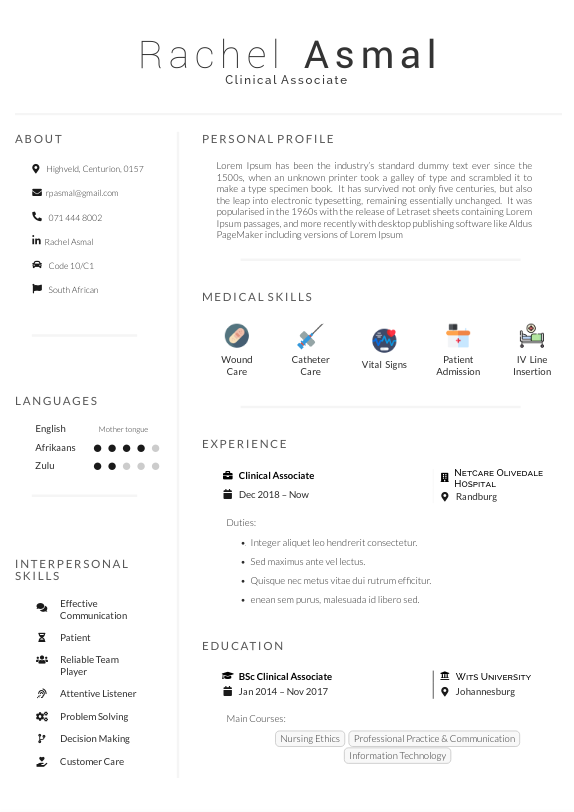 Rachel Asmal
Clinical Associate
ABOUT
Highveld, Centurion, 0157
rpasmal@gmail.com
071 444 8002
Rachel Asmal
Code 10/C1
South African
LANGUAGES
English Mother tongue
Afrikaans
Zulu
INTERPERSONAL
SKILLS
Effective
Communication
Patient
Reliable Team
Player
Attentive Listener
Problem Solving
Decision Making
Customer Care
PERSONAL PROFILE
Lorem Ipsum has been the industry's standard dummy text ever since the
1500s, when an unknown printer took a galley of type and scrambled it to
make a type specimen book. It has survived not only five centuries, but also
the leap into electronic typesetting, remaining essentially unchanged. It was
popularised in the 1960s with the release of Letraset sheets containing Lorem
Ipsum passages, and more recently with desktop publishing software like Aldus
PageMaker including versions of Lorem Ipsum
MEDICAL SKILLS
Wound
Care
Catheter
Care
Vital Signs
Patient
Admission
IV Line
Insertion
EXPERIENCE
Clinical Associate
Dec 2018 – Now
NetCare Olivedale
Hospital
Randburg
Duties:
• Integer aliquet leo hendrerit consectetur.
• Sed maximus ante vel lectus.
• Quisque nec metus vitae dui rutrum efficitur.
• enean sem purus, malesuada id libero sed.
EDUCATION
BSc Clinical Associate
Jan 2014 – Nov 2017
Wits University
Johannesburg
Main Courses:
Nursing Ethics Professional Practice & Communication
Information Technology